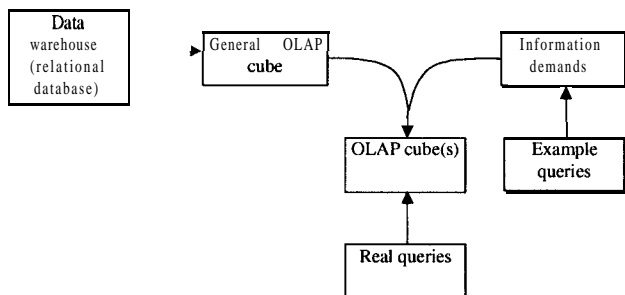 Data
warehouse
(relational
database)
General OLAP
cube
Information
demands
OLAP cube(s)
Example
queries
Real queries